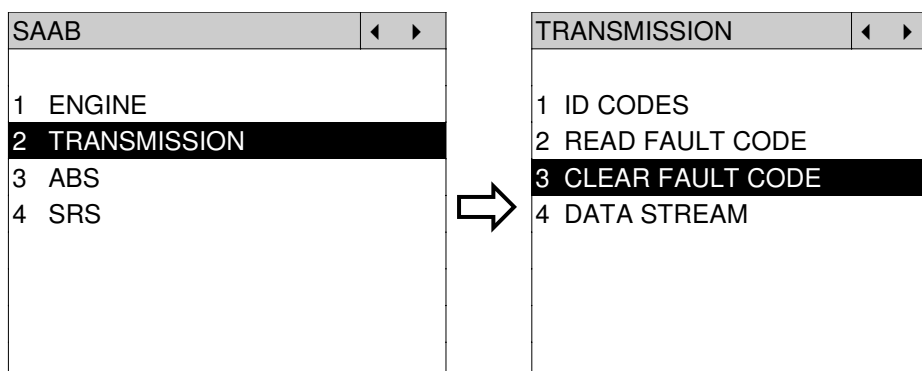 SAAB
1 ENGINE
2 TRANSMISSION
3 ABS
4 SRS
TRANSMISSION
1 ID CODES
2 READ FAULT CODE
3 CLEAR FAULT CODE
4 DATA STREAM